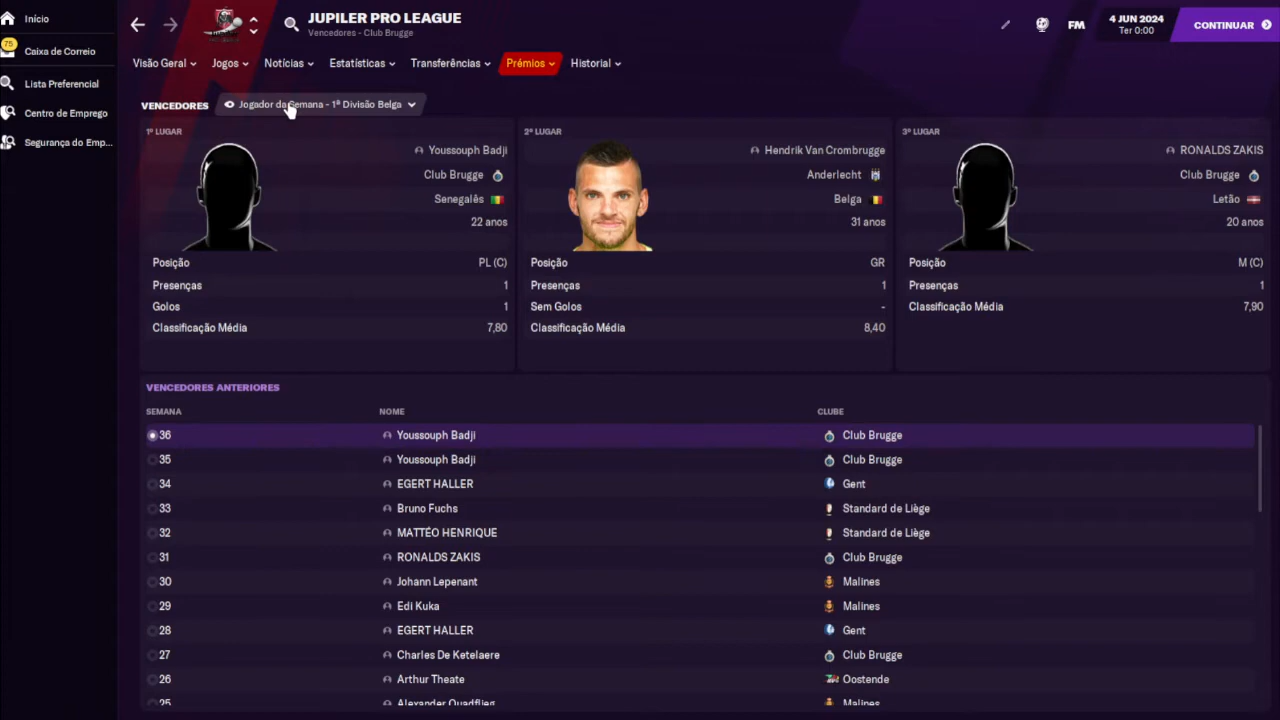 Início
75
Caixa de Correio
Lista Preferencial
Centro de Emprego
Segurança do Emp...
JUPILER PRO LEAGUE
Vencedores - Club Brugge
FM
4 JUN 2024
Ter 0:00
CONTINUAR
Visão Geral
Jogos
Notícias
Estatísticas
Transferências
Prémios
Historial
VENCEDORES
Jogador da Semana - 1ª Divisão Belga
1º LUGAR
Youssouph Badji
Club Brugge
Senegalês
22 anos
Posição PL (C)
Presenças 1
Golos 1
Classificação Média 7,80
2º LUGAR
Hendrik Van Crombrugge
Anderlecht
Belga
31 anos
Posição GR
Presenças 1
Sem Golos -
Classificação Média 8,40
3º LUGAR
RONALDS ZAKIS
Club Brugge
Letão
20 anos
Posição M (C)
Presenças 1
Classificação Média 7,90
VENCEDORES ANTERIORES
SEMANA NOME CLUBE
36 Youssouph Badji Club Brugge
35 Youssouph Badji Club Brugge
34 EGERT HALLER Gent
33 Bruno Fuchs Standard de Liège
32 MATTÉO HENRIQUE Standard de Liège
31 RONALDS ZAKIS Club Brugge
30 Johann Lepenant Malines
29 Edi Kuka Malines
28 EGERT HALLER Gent
27 Charles De Ketelaere Club Brugge
26 Arthur Theate Oostende
25 Alexander Quadflieg Malines